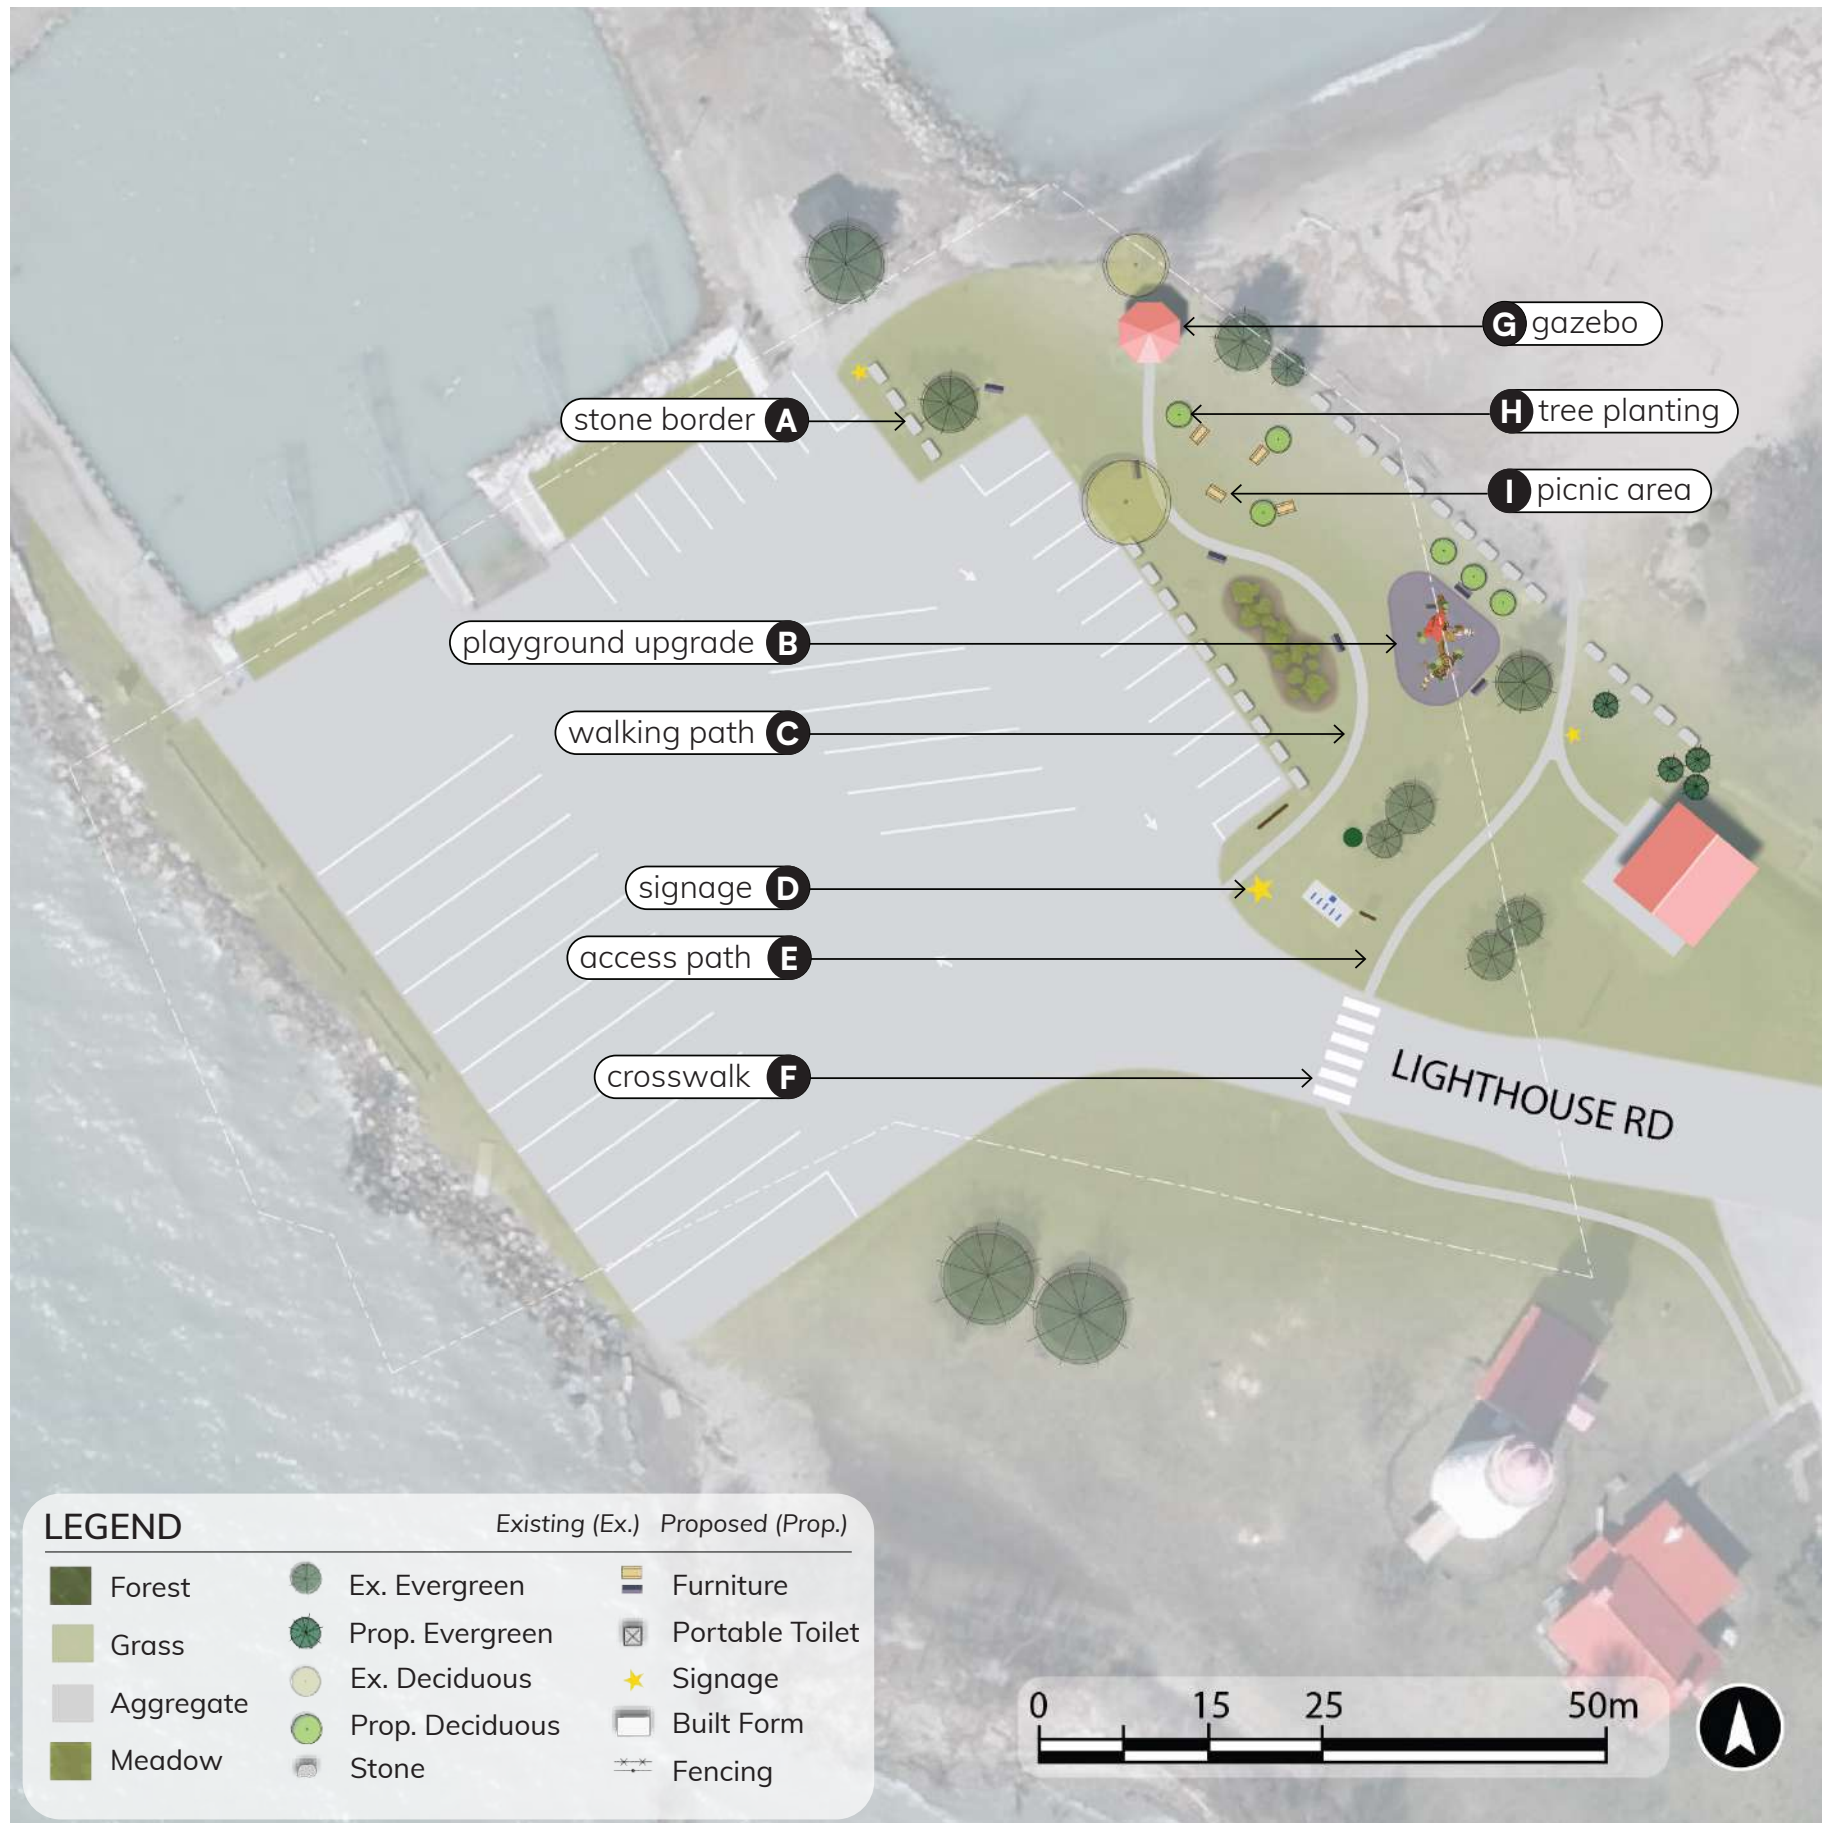 G gazebo
H tree planting
stone border A
I picnic area
playground upgrade B
walking path C
signage D
access path E
crosswalk F
LIGHTHOUSE RD
LEGEND
Existing (Ex.) Proposed (Prop.)
Forest
Grass
Aggregate
Meadow
Ex. Evergreen
Prop. Evergreen
Ex. Deciduous
Prop. Deciduous
Stone
Furniture
Portable Toilet
Signage
Built Form
Fencing
0 15 25 50m